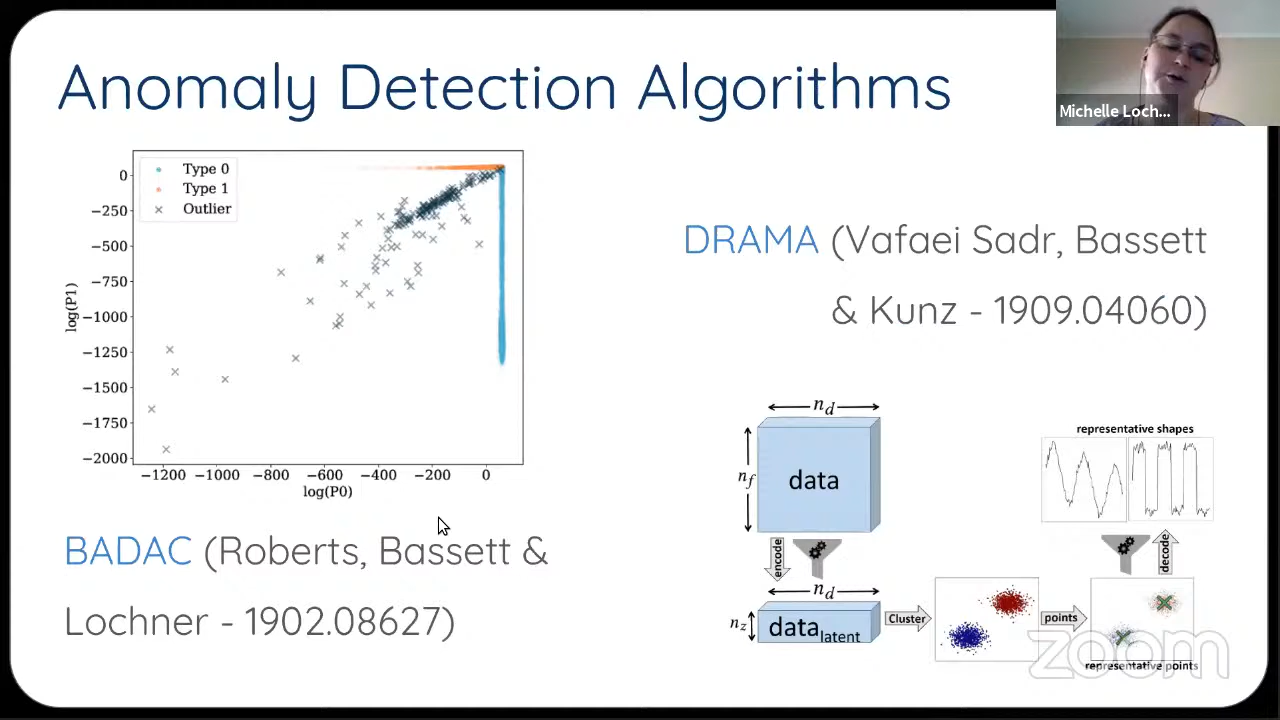 Anomaly Detection Algorithms
Michelle Loch...
Type 0
Type 1
Outlier
0
−250
−500
−750
−1000
−1250
−1500
−1750
−2000
log(P1)
−1200 −1000 −800 −600 −400 −200 0
log(P0)
BADAC (Roberts, Bassett &
Lochner - 1902.08627)
DRAMA (Vafaei Sadr, Bassett
& Kunz - 1909.04060)
n_d
n_f
data
encode
n_d
n_z
data_latent
Cluster
points
representative points
decode
representative shapes
zoom